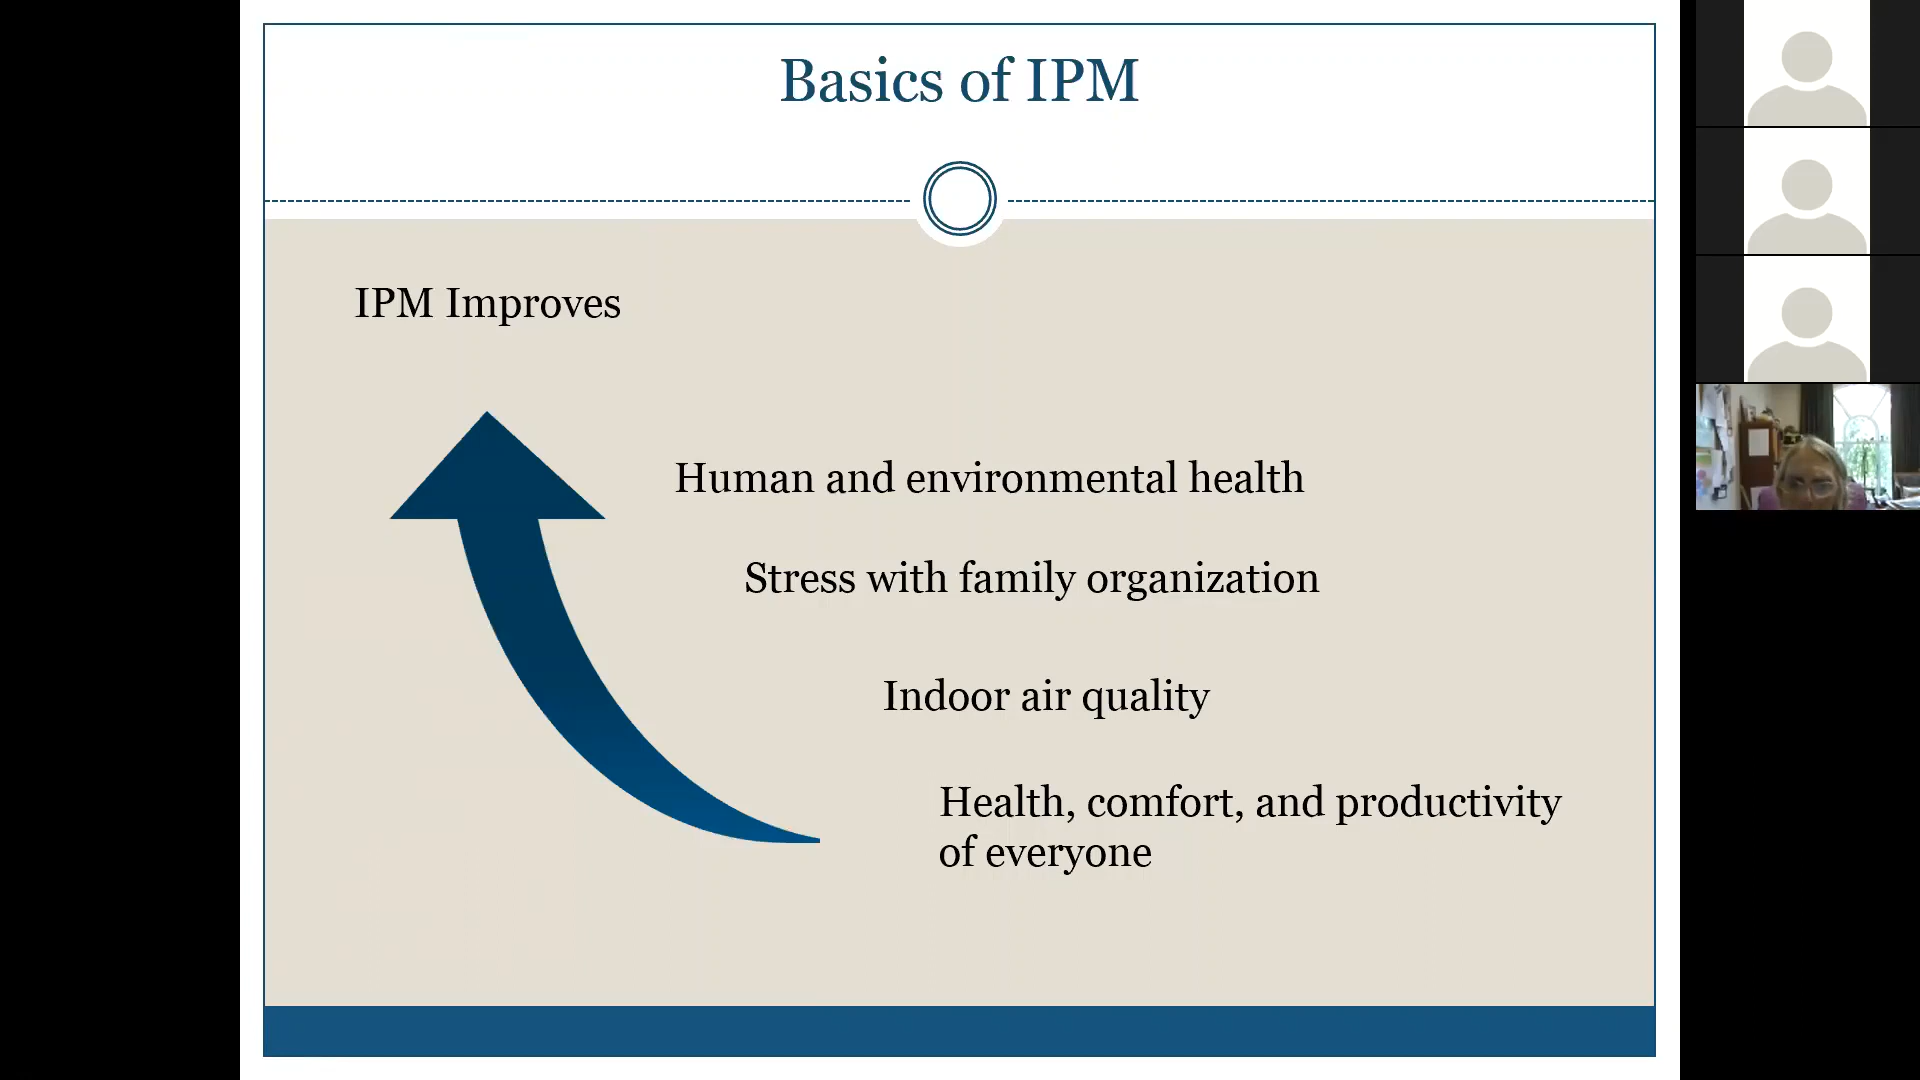 Basics of IPM
IPM Improves
Human and environmental health
Stress with family organization
Indoor air quality
Health, comfort, and productivity
of everyone